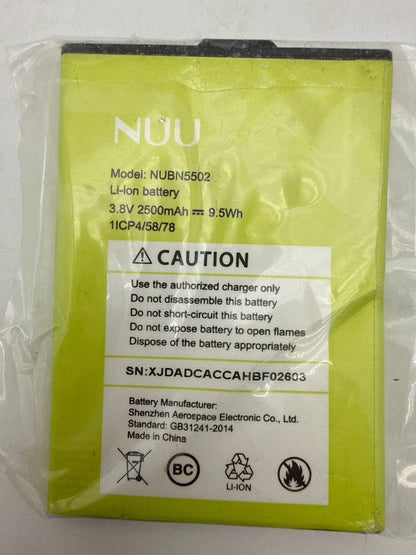 NUU
Model: NUBN5502
Li-ion battery
3.8V 2500mAh ⎓ 9.5Wh
1ICP4/58/78
⚠ CAUTION
Use the authorized charger only
Do not disassemble this battery
Do not short-circuit this battery
Do not expose battery to open flames
Dispose of the battery appropriately
SN:XJDADCACCAHBF02603
Battery Manufacturer:
Shenzhen Aerospace Electronic Co., Ltd.
Standard: GB31241-2014
Made in China
BC
LI-ION